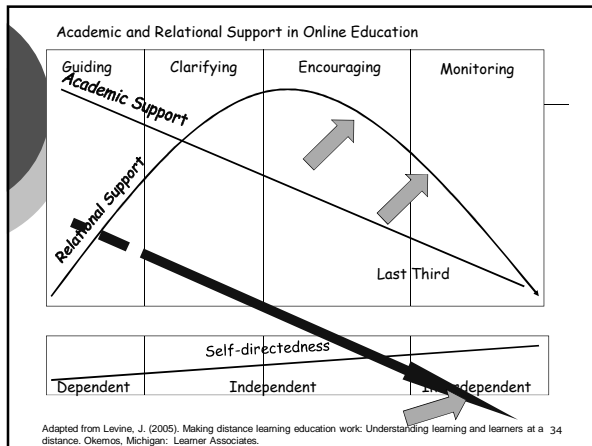 Academic and Relational Support in Online Education
Guiding
Clarifying
Encouraging
Monitoring
Academic Support
Relational Support
Last Third
Self-directedness
Dependent
Independent
Adapted from Levine, J. (2005). Making distance learning education work: Understanding learning and learners at a
distance. Okemos, Michigan: Learner Associates.
34